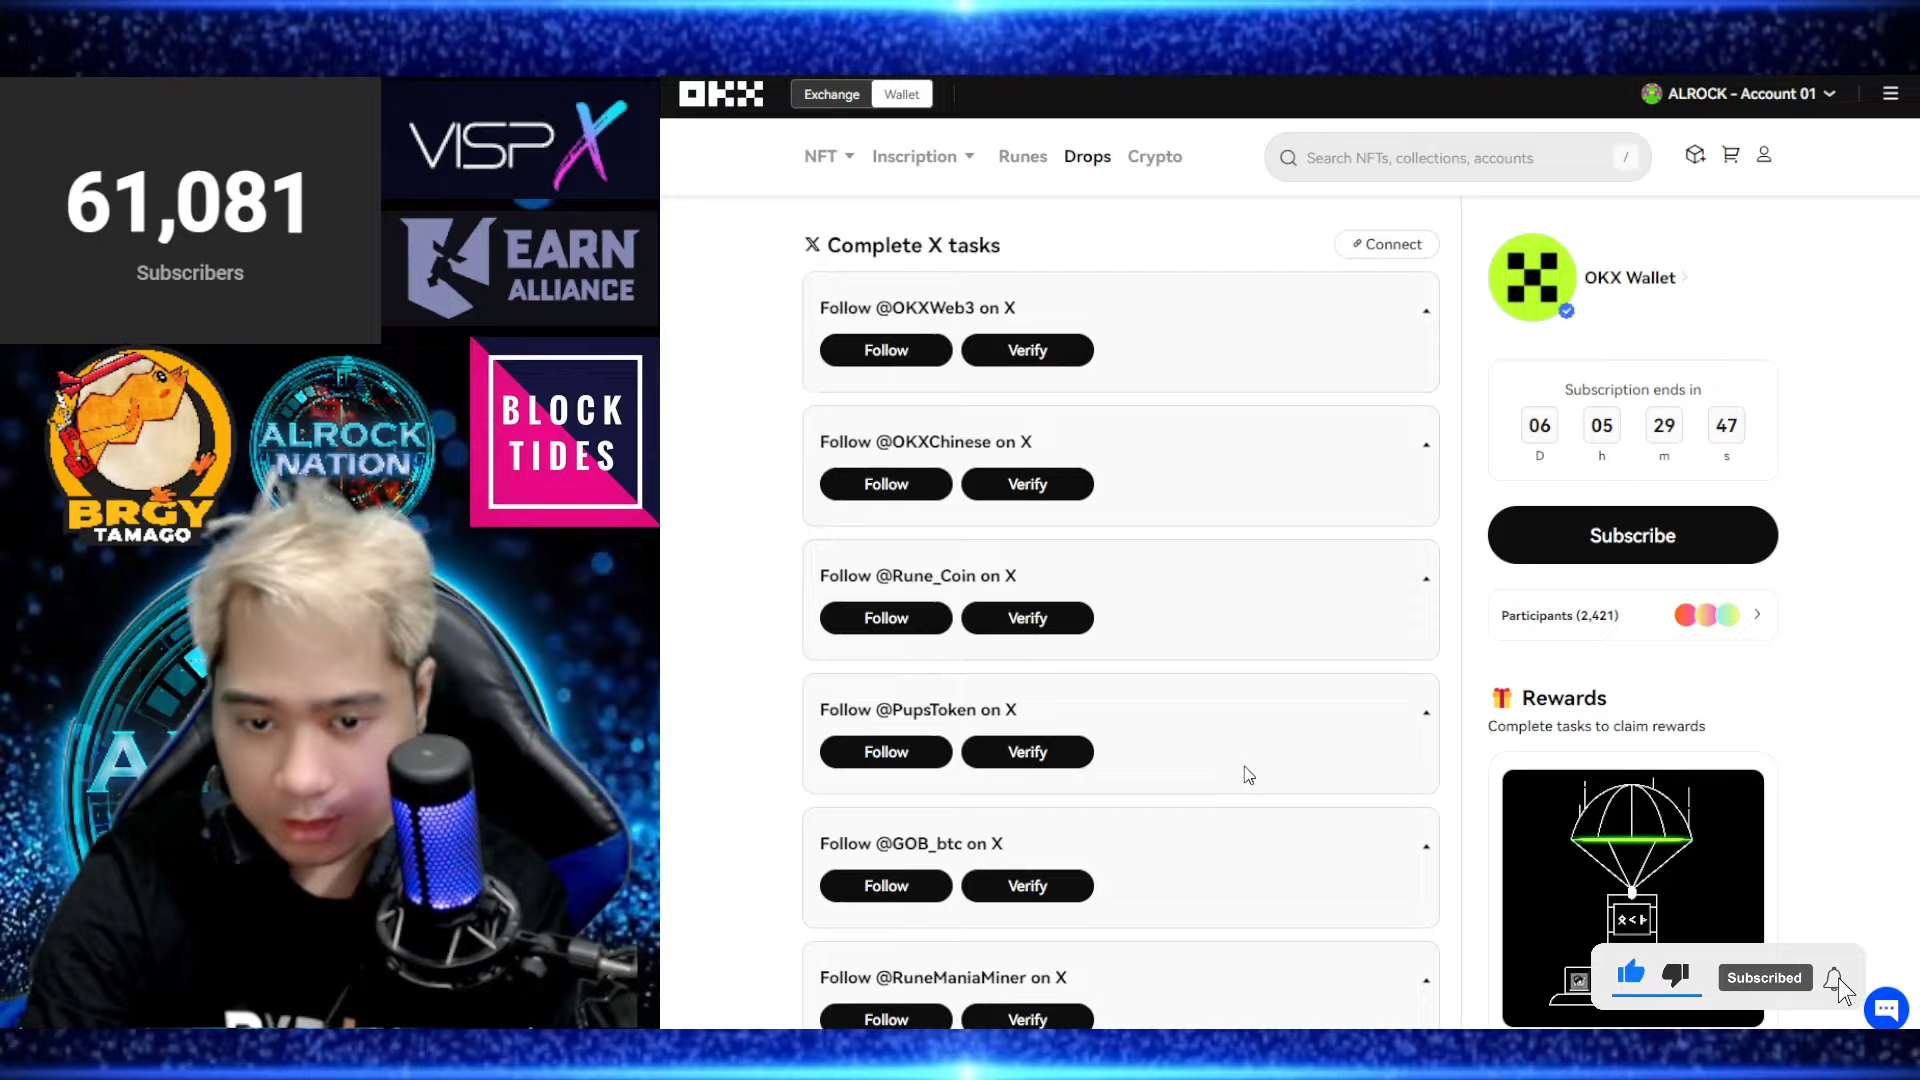 61,081
Subscribers
VISPX
EARN
ALLIANCE
BRGY
TAMAGO
ALROCK
NATION
BLOCK
TIDES
OKX
Exchange
Wallet
ALROCK - Account 01
NFT
Inscription
Runes
Drops
Crypto
Search NFTs, collections, accounts
/
X Complete X tasks
Connect
Follow @OKXWeb3 on X
Follow
Verify
Follow @OKXChinese on X
Follow
Verify
Follow @Rune_Coin on X
Follow
Verify
Follow @PupsToken on X
Follow
Verify
Follow @GOB_btc on X
Follow
Verify
Follow @RuneManiaMiner on X
Follow
Verify
OKX Wallet
Subscription ends in
06 05 29 47
D h m s
Subscribe
Participants (2,421)
Rewards
Complete tasks to claim rewards
Subscribed